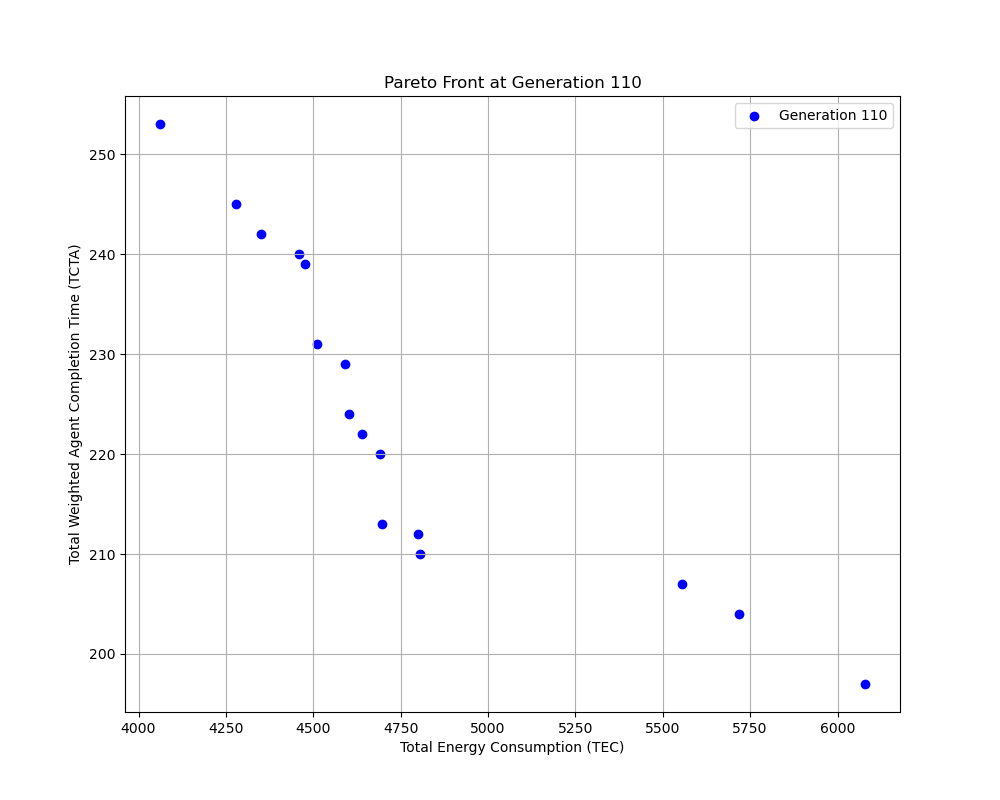 Pareto Front at Generation 110
Generation 110
Total Weighted Agent Completion Time (TCTA)
250
240
230
220
210
200
4000 4250 4500 4750 5000 5250 5500 5750 6000
Total Energy Consumption (TEC)